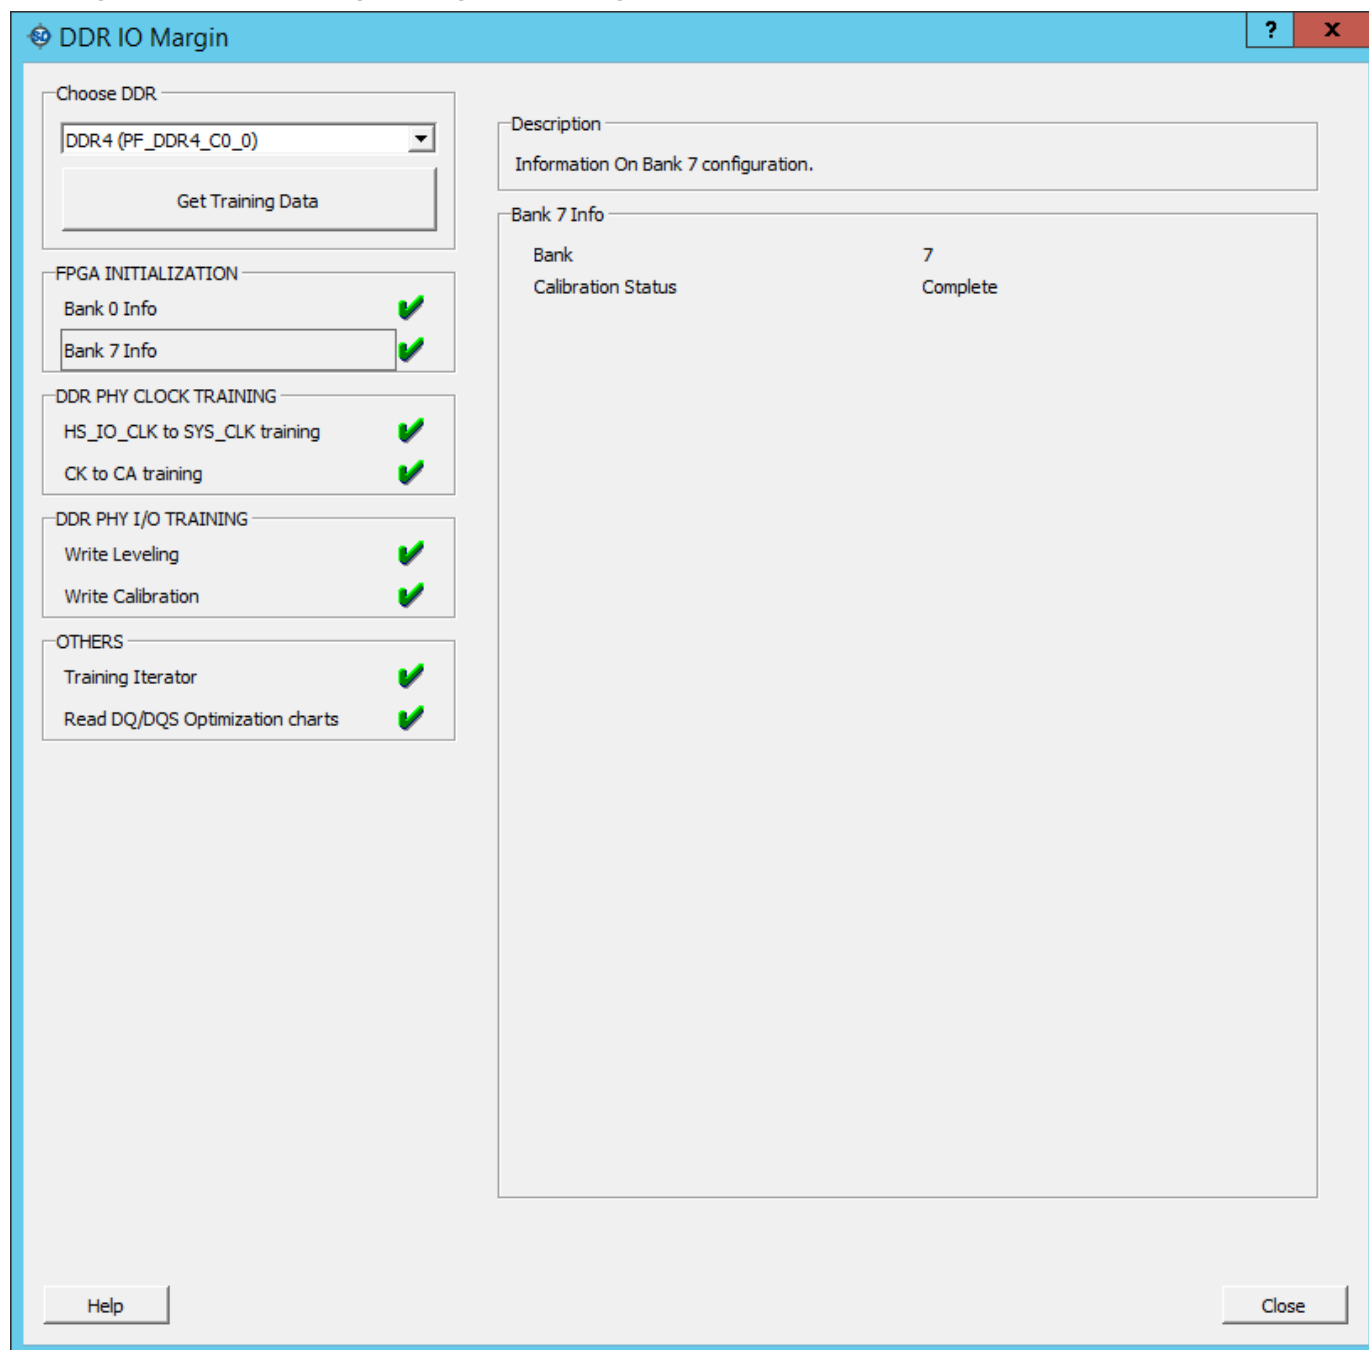 DDR IO Margin
?
x
Choose DDR
DDR4 (PF_DDR4_C0_0)
Get Training Data
FPGA INITIALIZATION
Bank 0 Info
Bank 7 Info
DDR PHY CLOCK TRAINING
HS_IO_CLK to SYS_CLK training
CK to CA training
DDR PHY I/O TRAINING
Write Leveling
Write Calibration
OTHERS
Training Iterator
Read DQ/DQS Optimization charts
Description
Information On Bank 7 configuration.
Bank 7 Info
Bank 7
Calibration Status Complete
Help
Close